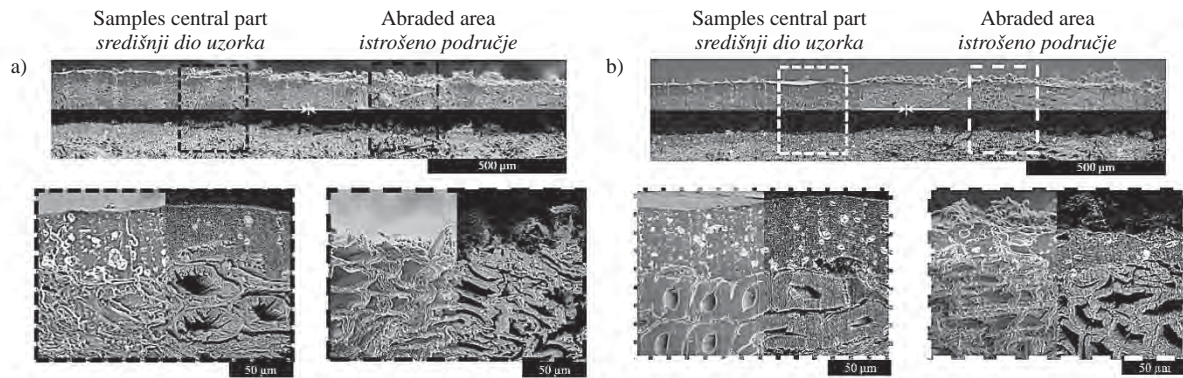 Samples central part
središnji dio uzorka
Abraded area
istrošeno područje
a)
500 µm
50 µm
50 µm
Samples central part
središnji dio uzorka
Abraded area
istrošeno područje
b)
500 µm
50 µm
50 µm